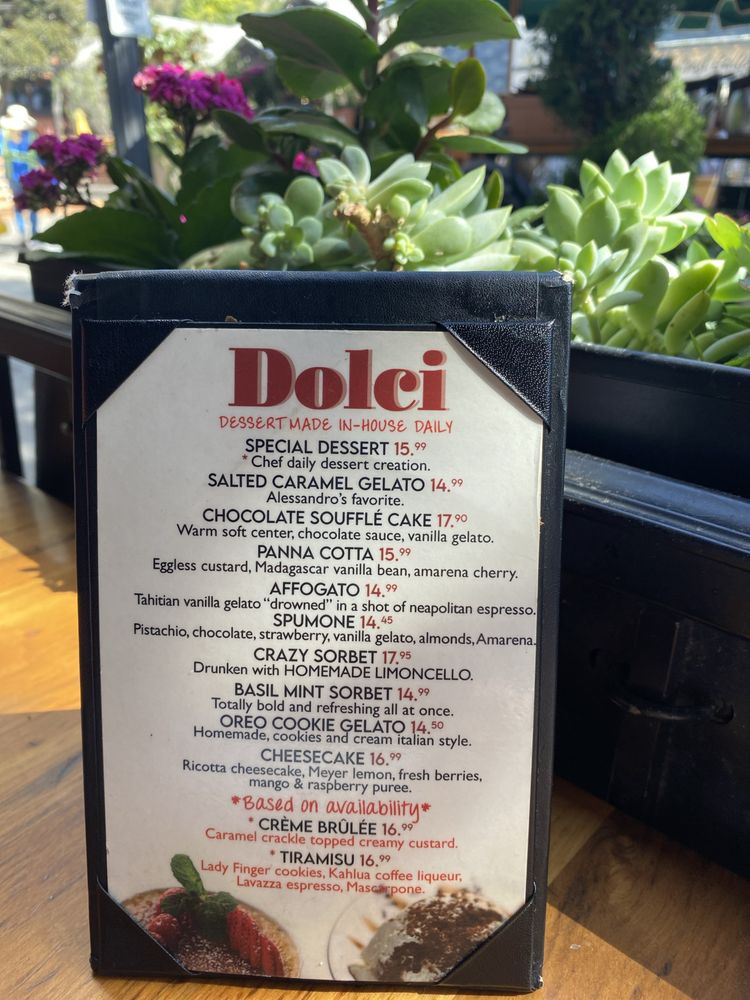 Dolci
DESSERT MADE IN-HOUSE DAILY
SPECIAL DESSERT 15.99
* Chef daily dessert creation.
SALTED CARAMEL GELATO 14.99
Alessandro's favorite.
CHOCOLATE SOUFFLÉ CAKE 17.90
Warm soft center, chocolate sauce, vanilla gelato.
PANNA COTTA 15.99
Eggless custard, Madagascar vanilla bean, amarena cherry.
AFFOGATO 14.99
Tahitian vanilla gelato "drowned" in a shot of neapolitan espresso.
SPUMONE 14.45
Pistachio, chocolate, strawberry, vanilla gelato, almonds, Amarena.
CRAZY SORBET 17.95
Drunken with HOMEMADE LIMONCELLO.
BASIL MINT SORBET 14.99
Totally bold and refreshing all at once.
OREO COOKIE GELATO 14.50
Homemade, cookies and cream italian style.
CHEESECAKE 16.99
Ricotta cheesecake, Meyer lemon, fresh berries,
mango & raspberry puree.
*Based on availability*
* CRÈME BRÛLÉE 16.99
Caramel crackle topped creamy custard.
* TIRAMISU 16.99
Lady Finger cookies, Kahlua coffee liqueur,
Lavazza espresso, Mascarpone.